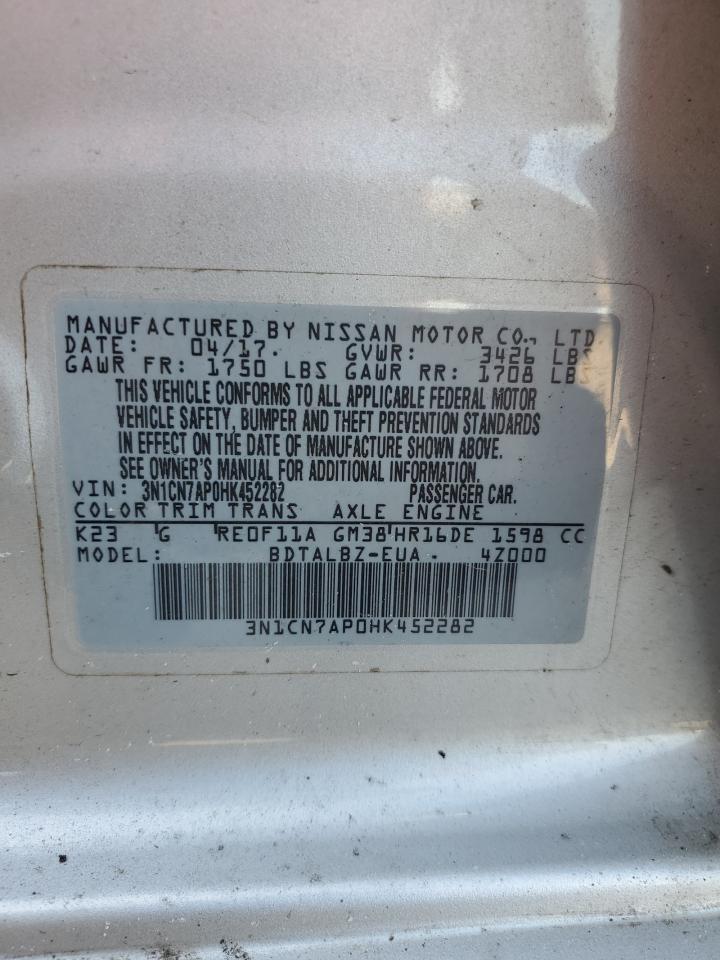 MANUFACTURED BY NISSAN MOTOR CO., LTD
DATE: 04/17. GVWR: 3426 LBS
GAWR FR: 1750 LBS GAWR RR: 1708 LBS
THIS VEHICLE CONFORMS TO ALL APPLICABLE FEDERAL MOTOR
VEHICLE SAFETY, BUMPER AND THEFT PREVENTION STANDARDS
IN EFFECT ON THE DATE OF MANUFACTURE SHOWN ABOVE.
SEE OWNER'S MANUAL FOR ADDITIONAL INFORMATION.
VIN: 3N1CN7AP0HK452282 PASSENGER CAR.
COLOR TRIM TRANS AXLE ENGINE
K23 G RE0F11A GM38 HR16DE 1598 CC
MODEL: BDTALBZ-EUA- 4Z000
3N1CN7AP0HK452282